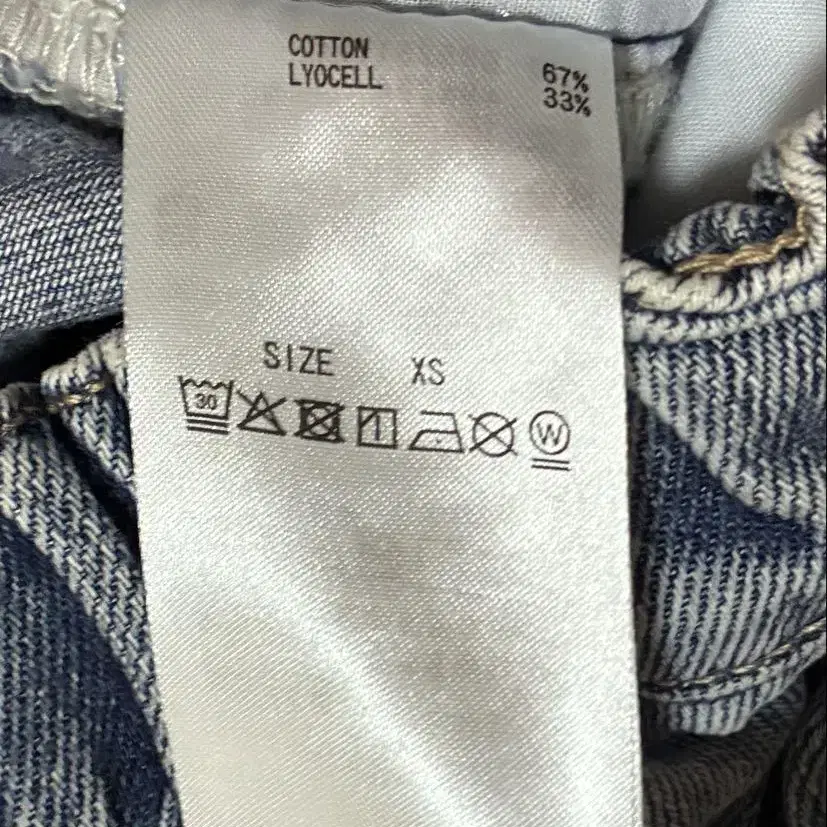 COTTON 67%
LYOCELL 33%
SIZE XS
30 W